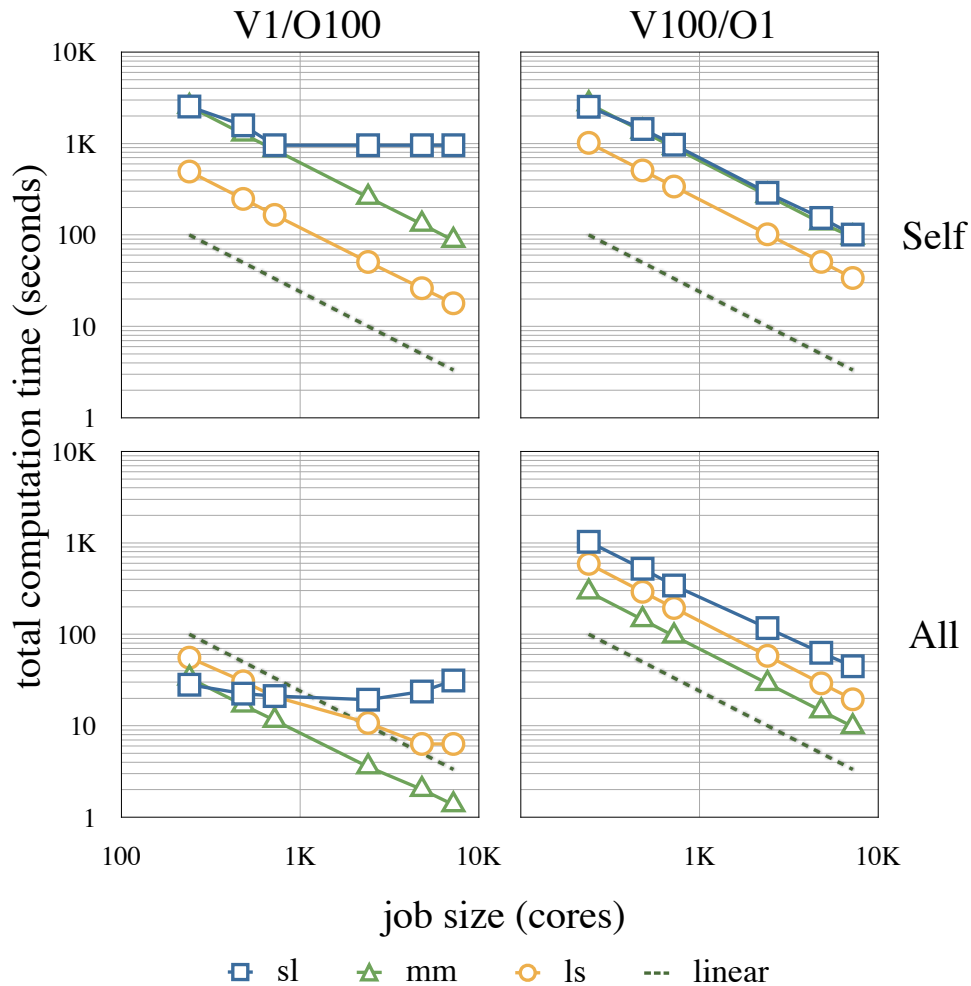 V1/O100 V100/O1
10K
1K
100
10
1
Self
10K
1K
100
10
1
All
total computation time (seconds)
100 1K 10K 1K 10K
job size (cores)
sl mm ls linear